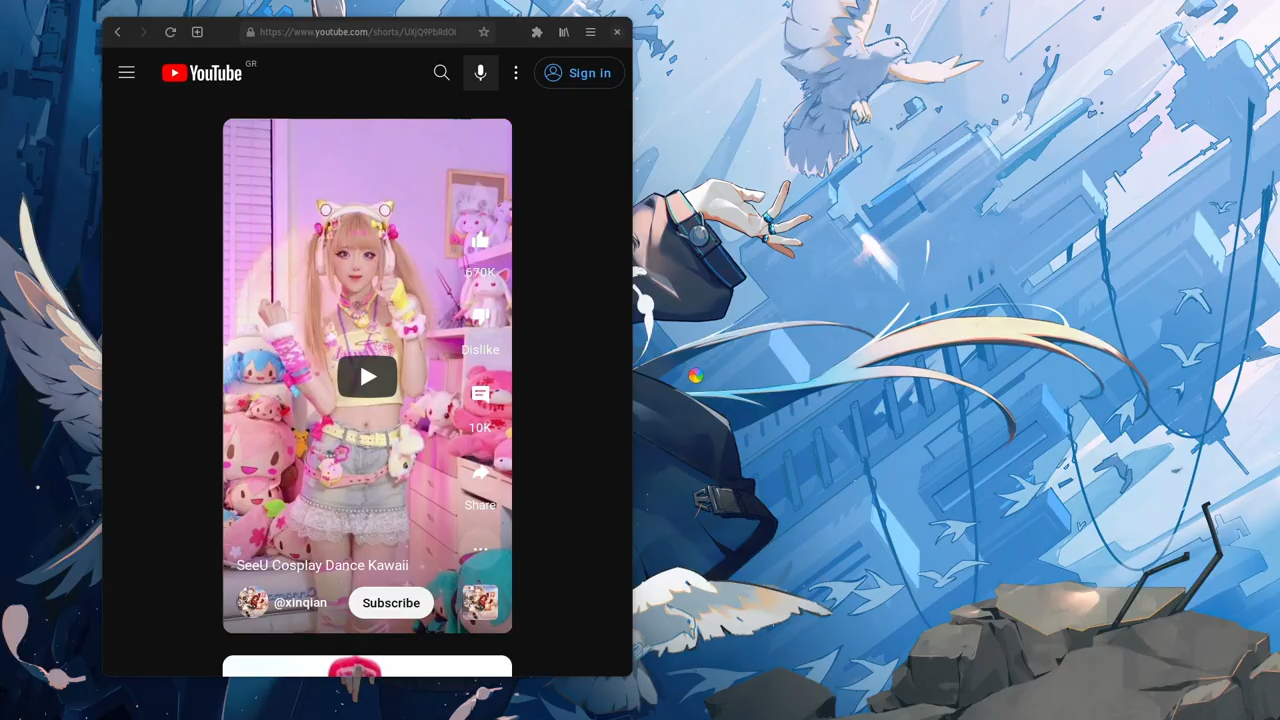 https://www.youtube.com/shorts/UXjQ9PbRdOI
YouTube GR
Sign in
670K
Dislike
10K
Share
SeeU Cosplay Dance Kawaii
@xinqian
Subscribe